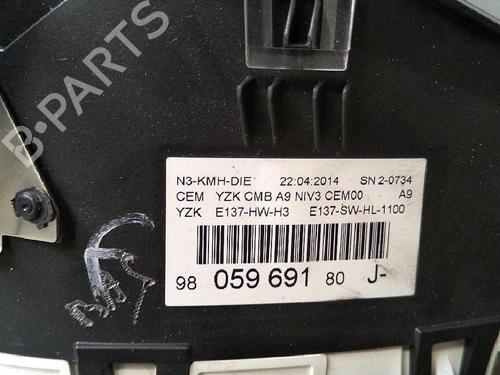 B-PARTS
N3-KMH-DIE 22:04:2014 SN 2-0734
CEM YZK CMB A9 NIV3 CEM00 A9
YZK E137-HW-H3 E137-SW-HL-1100
98 059 691 80 J-